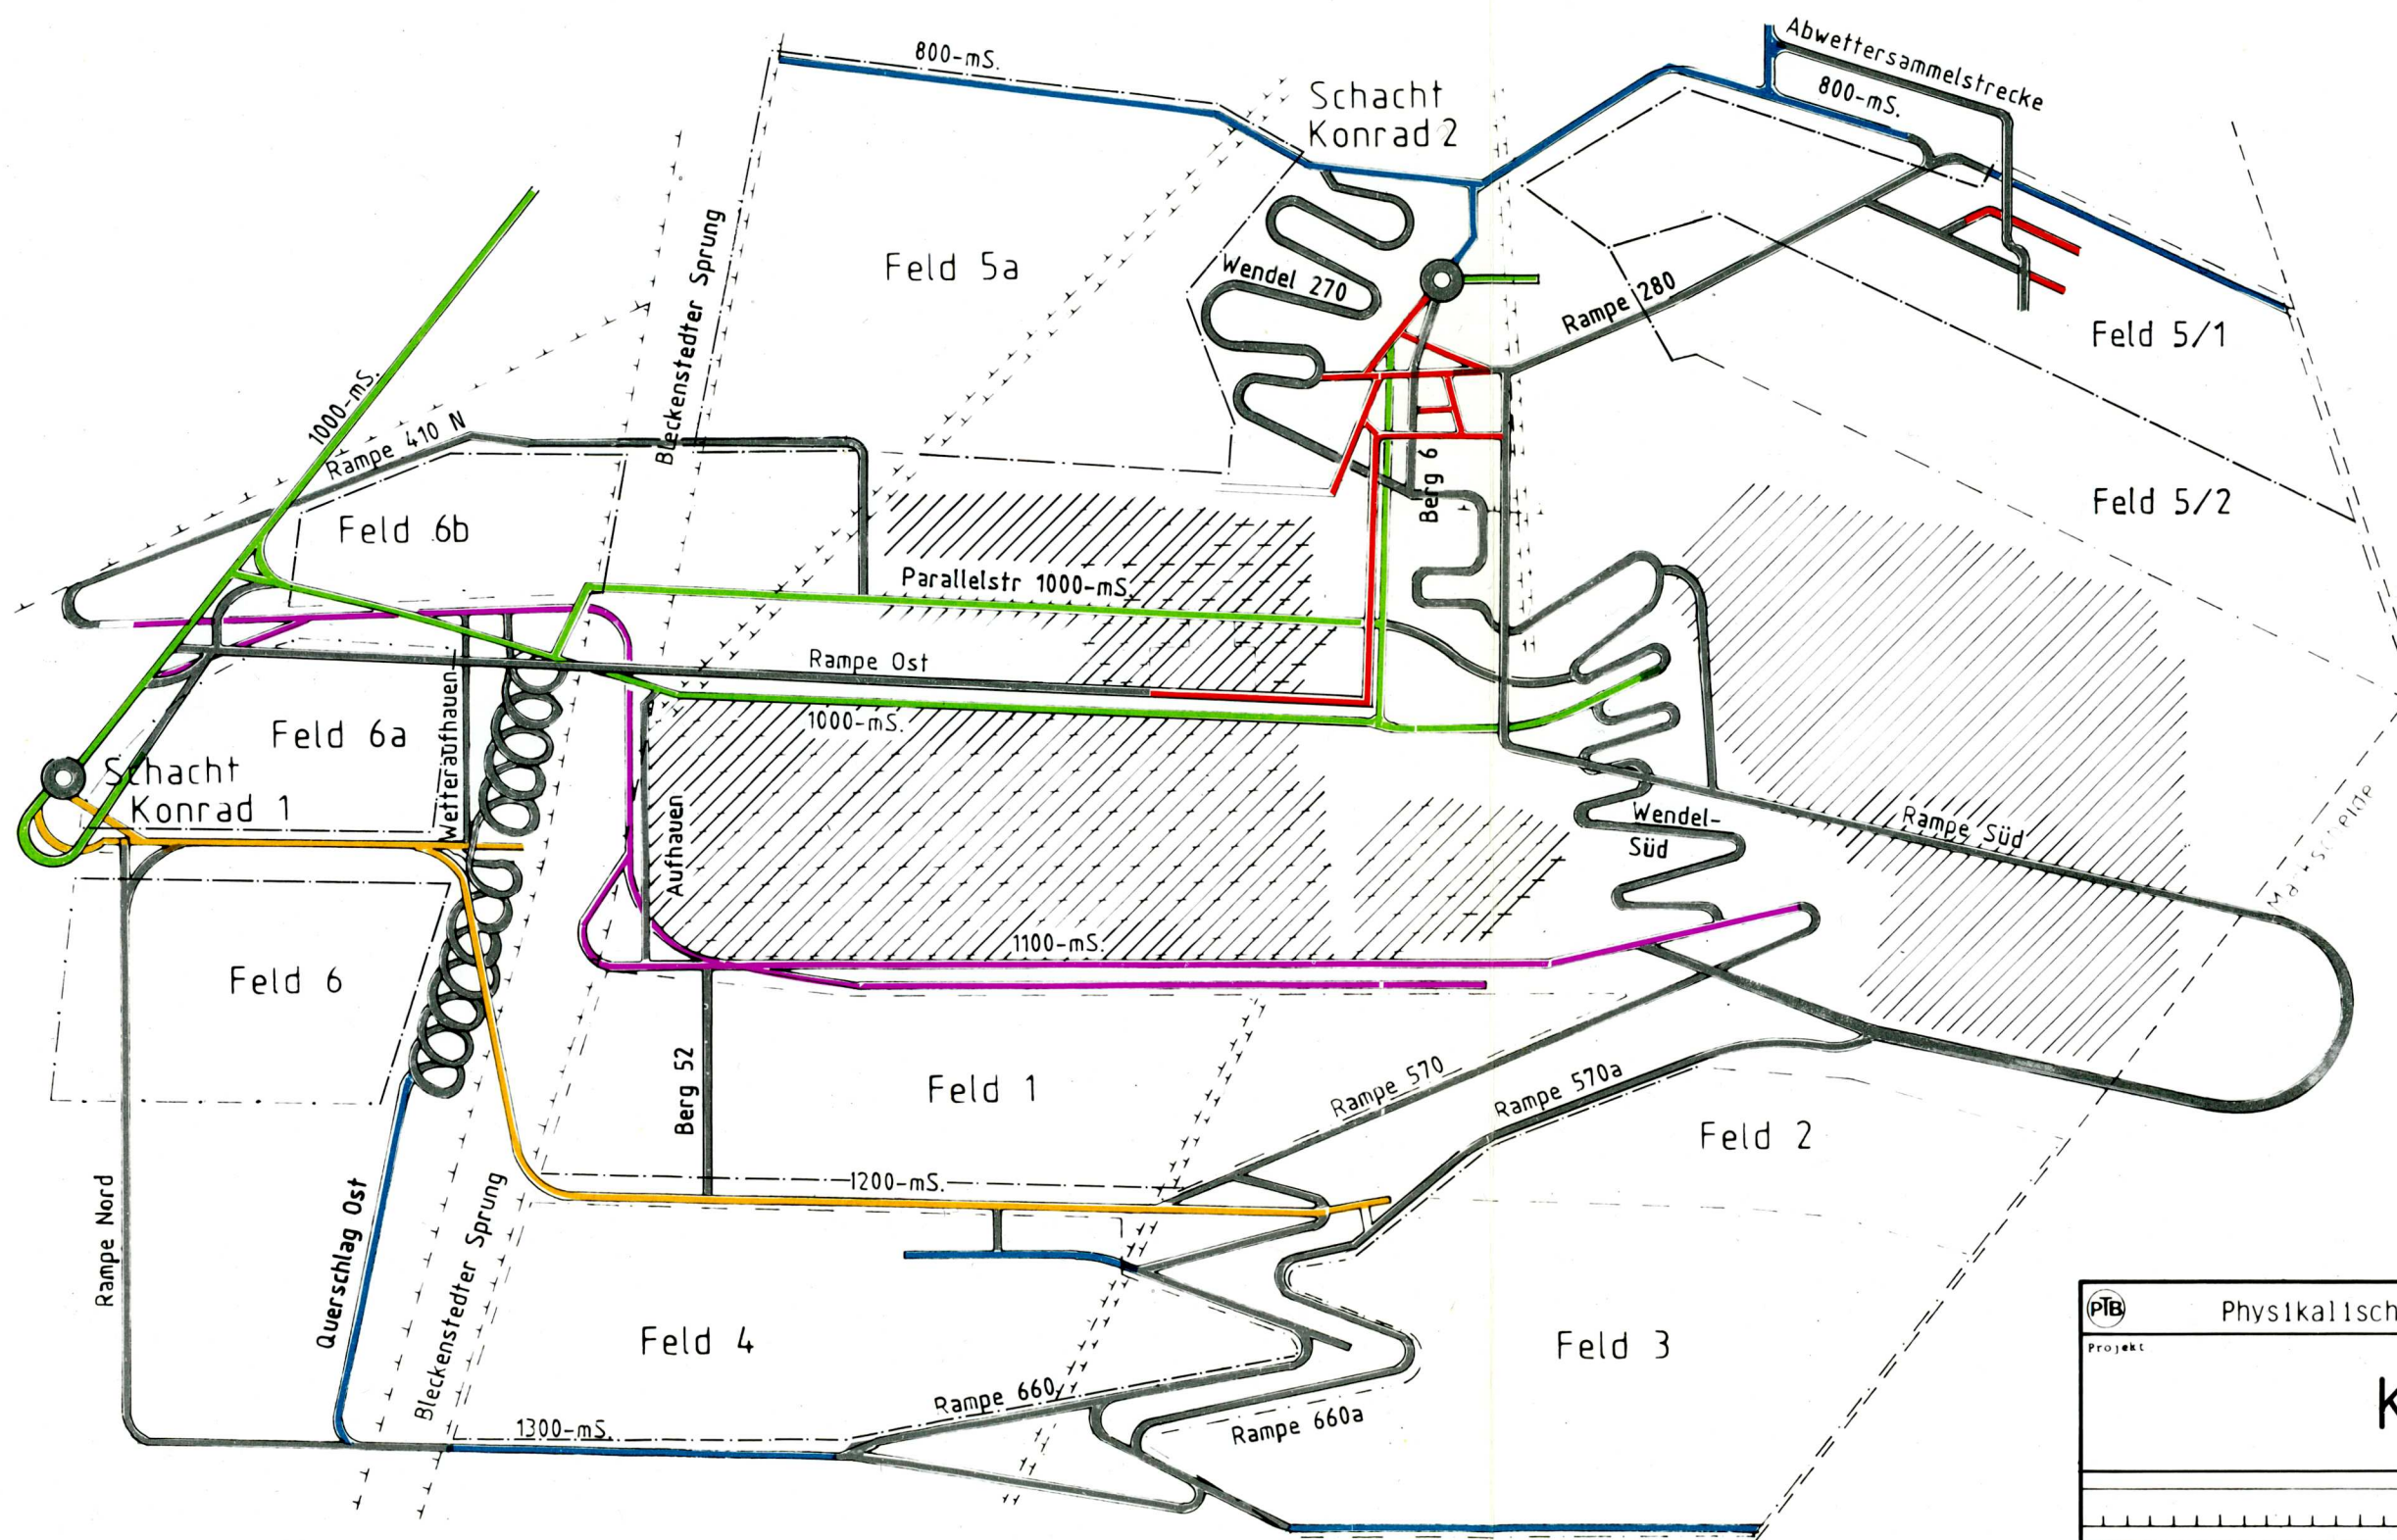 Abwettersammelstrecke
800-mS.
800-mS.
Schacht
Konrad 2
Feld 5a
Bleckenstedter Sprung
Wendel 270
Rampe 280
Feld 5/1
1000-mS.
Rampe 410 N
Berg 6
Feld 5/2
Feld 6b
Parallelstr 1000-mS.
Rampe Ost
1000-mS.
Feld 6a
Wetteraufhauen
Schacht
Konrad 1
Aufhauen
Wendel-
Süd
Rampe Süd
1100-mS.
Feld 6
Berg 52
Feld 1
Rampe 570
Rampe 570a
Feld 2
1200-mS.
Rampe Nord
Querschlag Ost
Bleckenstedter Sprung
Feld 4
Feld 3
Rampe 660
Rampe 660a
1300-mS.
PTB
Physikalisch
Projekt
K